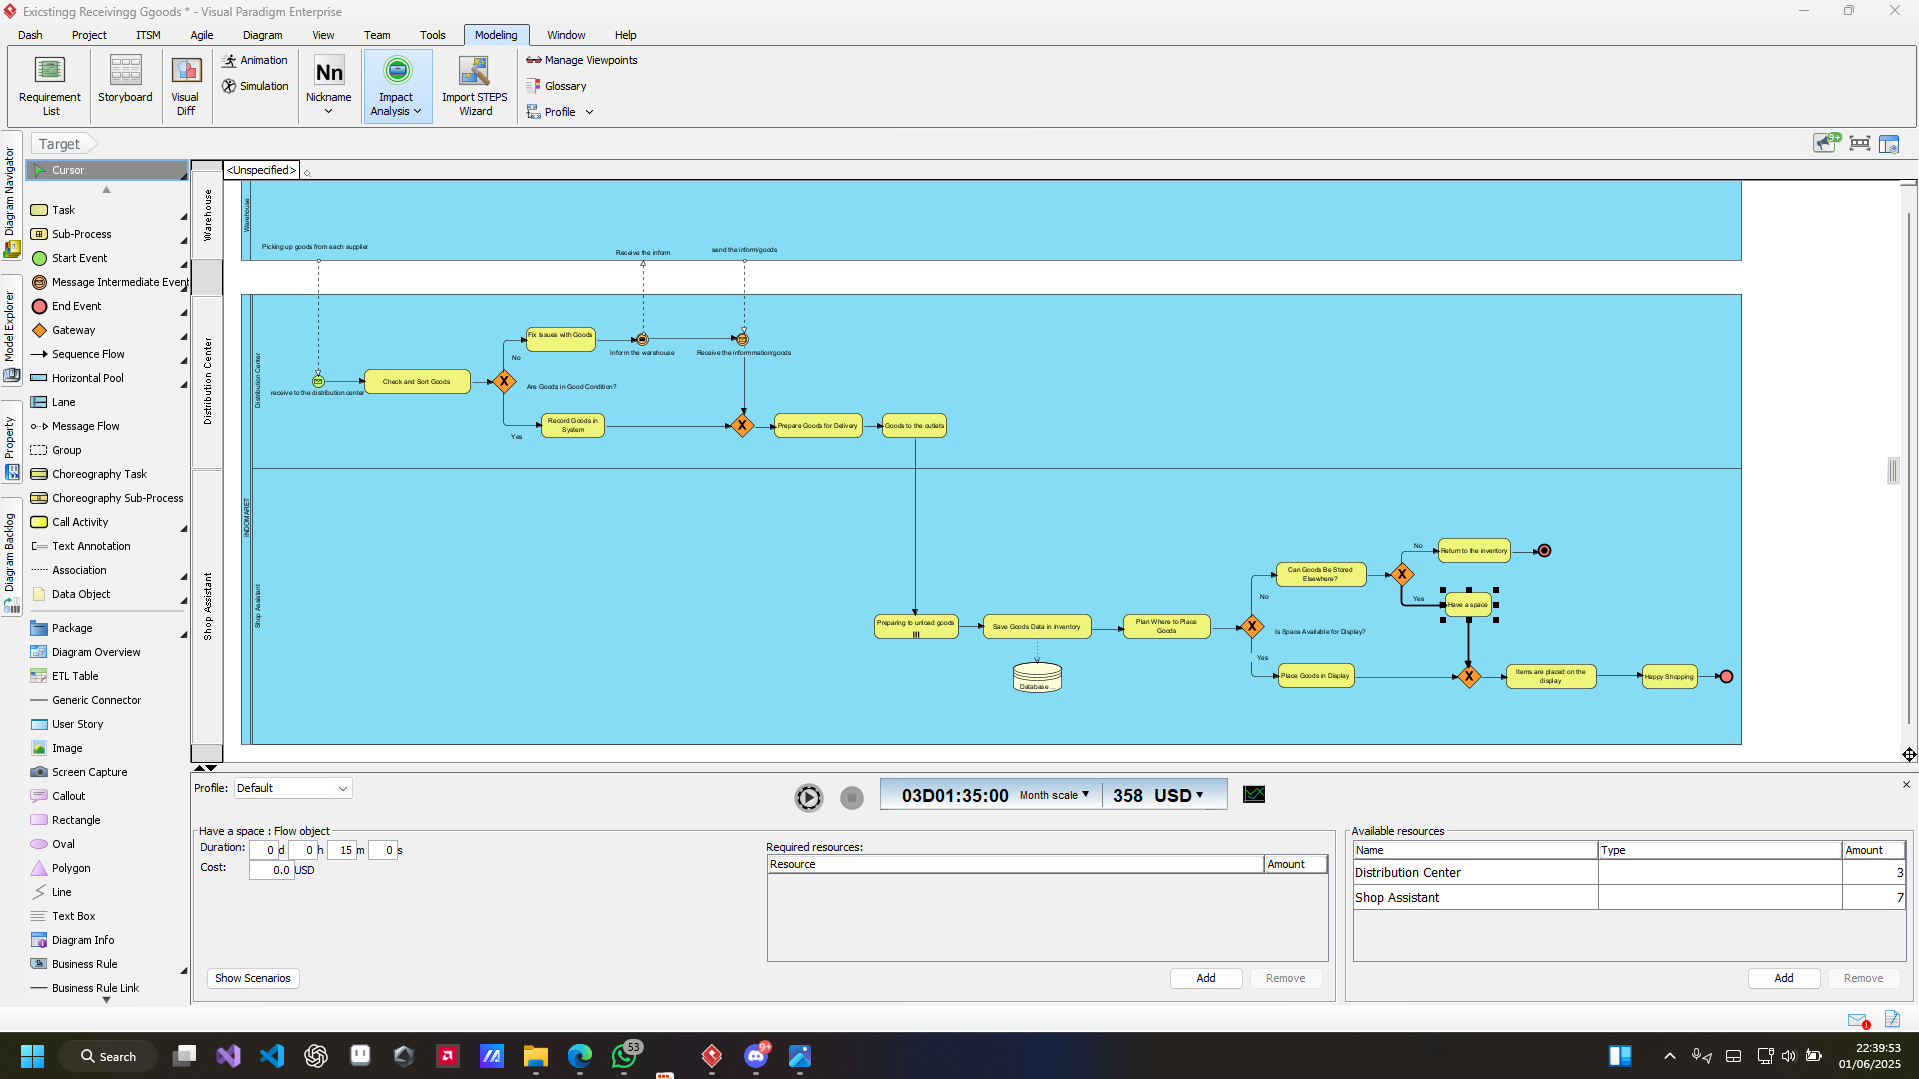 Exicstingg Receivingg Ggoods * - Visual Paradigm Enterprise
Dash Project ITSM Agile Diagram View Team Tools Modeling Window Help
Requirement List
Storyboard
Visual Diff
Animation
Simulation
Nn
Nickname
Impact Analysis
Import STEPS Wizard
Manage Viewpoints
Glossary
Profile
Target
9+
Diagram Navigator
Model Explorer
Property
Diagram Backlog
Cursor
Task
Sub-Process
Start Event
Message Intermediate Event
End Event
Gateway
Sequence Flow
Horizontal Pool
Lane
Message Flow
Group
Choreography Task
Choreography Sub-Process
Call Activity
Text Annotation
Association
Data Object
Package
Diagram Overview
ETL Table
Generic Connector
User Story
Image
Screen Capture
Callout
Rectangle
Oval
Polygon
Line
Text Box
Diagram Info
Business Rule
Business Rule Link
<Unspecified>
Warehouse
Distribution Center
Shop Assistant
Warehouse
Picking up goods from each supplier
Receive the inform
send the inform/goods
INDOMARET
Distribution Center
Shop Assistant
Fix Issues with Goods
No
Inform the warehouse
Receive the informmation/goods
receive to the distribution center
Check and Sort Goods
X
Are Goods in Good Condition?
Yes
Record Goods in System
X
Prepare Goods for Delivery
Goods to the outlets
Preparing to unload goods
Save Goods Data in Inventory
Database ...
Plan Where to Place Goods
X
Is Space Available for Display?
No
Can Goods Be Stored Elsewhere?
X
No
Return to the inventory
Yes
Have a space
Yes
Place Goods in Display
X
Items are placed on the display
Happy Shopping
Profile: Default
03D01:35:00 Month scale 358 USD
Have a space : Flow object
Duration: 0 d 0 h 15 m 0 s
Cost: 0.0 USD
Show Scenarios
Required resources:
Resource Amount
Add Remove
Available resources
Name Type Amount
Distribution Center 3
Shop Assistant 7
Add Remove
1
Search
53
9+
22:39:53
01/06/2025